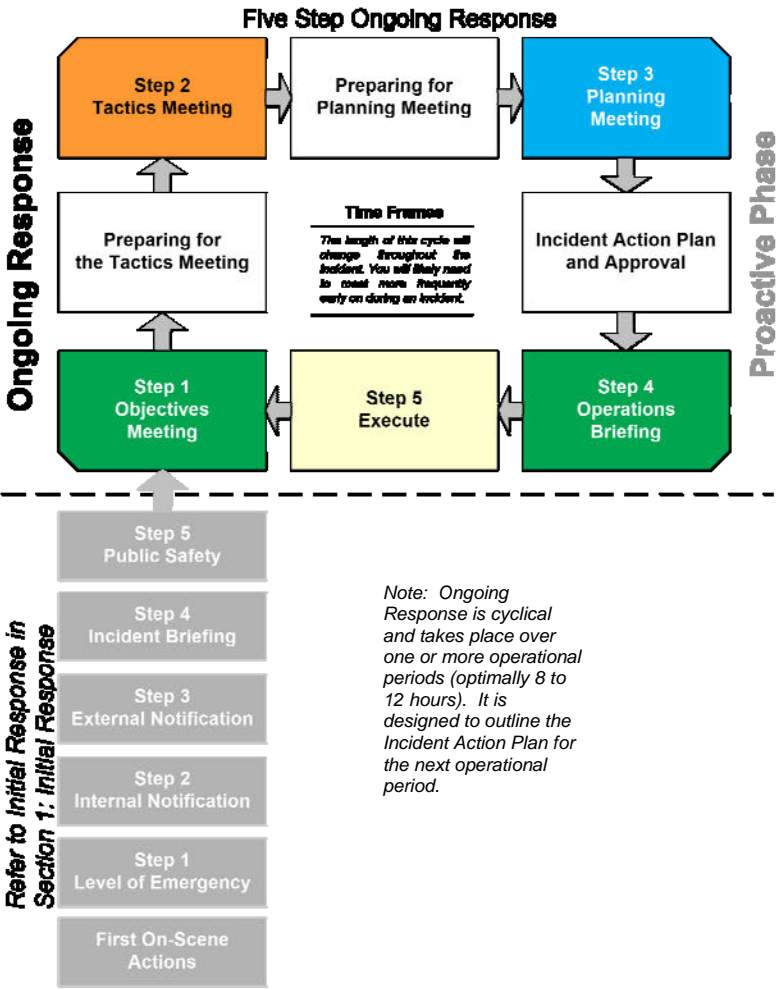 Five Step Ongoing Response
Step 2
Tactics Meeting
Preparing for
Planning Meeting
Step 3
Planning
Meeting
Ongoing Response
Proactive Phase
Preparing for
the Tactics Meeting
Time Frames
The length of this cycle will
change throughout the
incident. You will likely need
to meet more frequently
early on during an incident.
Incident Action Plan
and Approval
Step 1
Objectives
Meeting
Step 5
Execute
Step 4
Operations
Briefing
Step 5
Public Safety
Step 4
Incident Briefing
Step 3
External Notification
Step 2
Internal Notification
Step 1
Level of Emergency
First On-Scene
Actions
Refer to Initial Response in
Section 1: Initial Response
Note: Ongoing
Response is cyclical
and takes place over
one or more operational
periods (optimally 8 to
12 hours). It is
designed to outline the
Incident Action Plan for
the next operational
period.